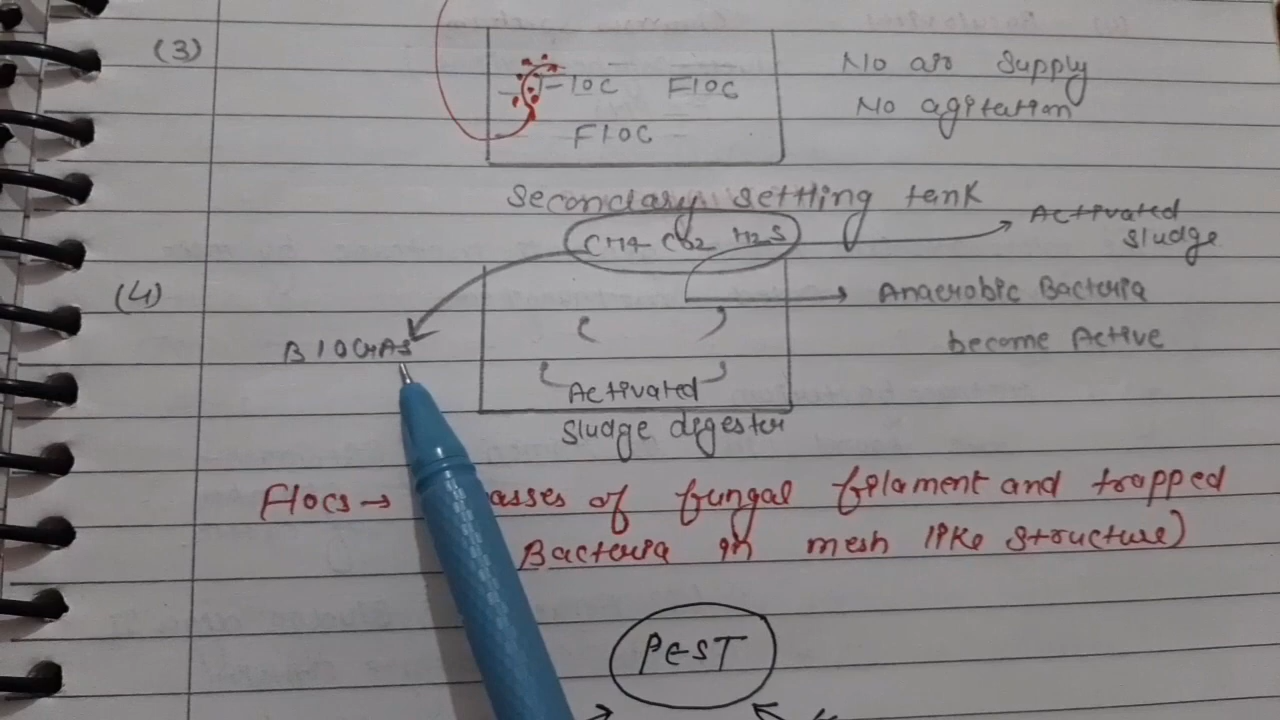 (3)
Floc Floc
Floc
No air supply
No agitation
Secondary settling tank
CH4 CO2 H2S
Activated
sludge
(4)
Anaerobic Bacteria
become Active
BIOGAS
Activated
sludge digester
Flocs → asses of fungal filament and trapped
Bacteria in mesh like structure)
PEST